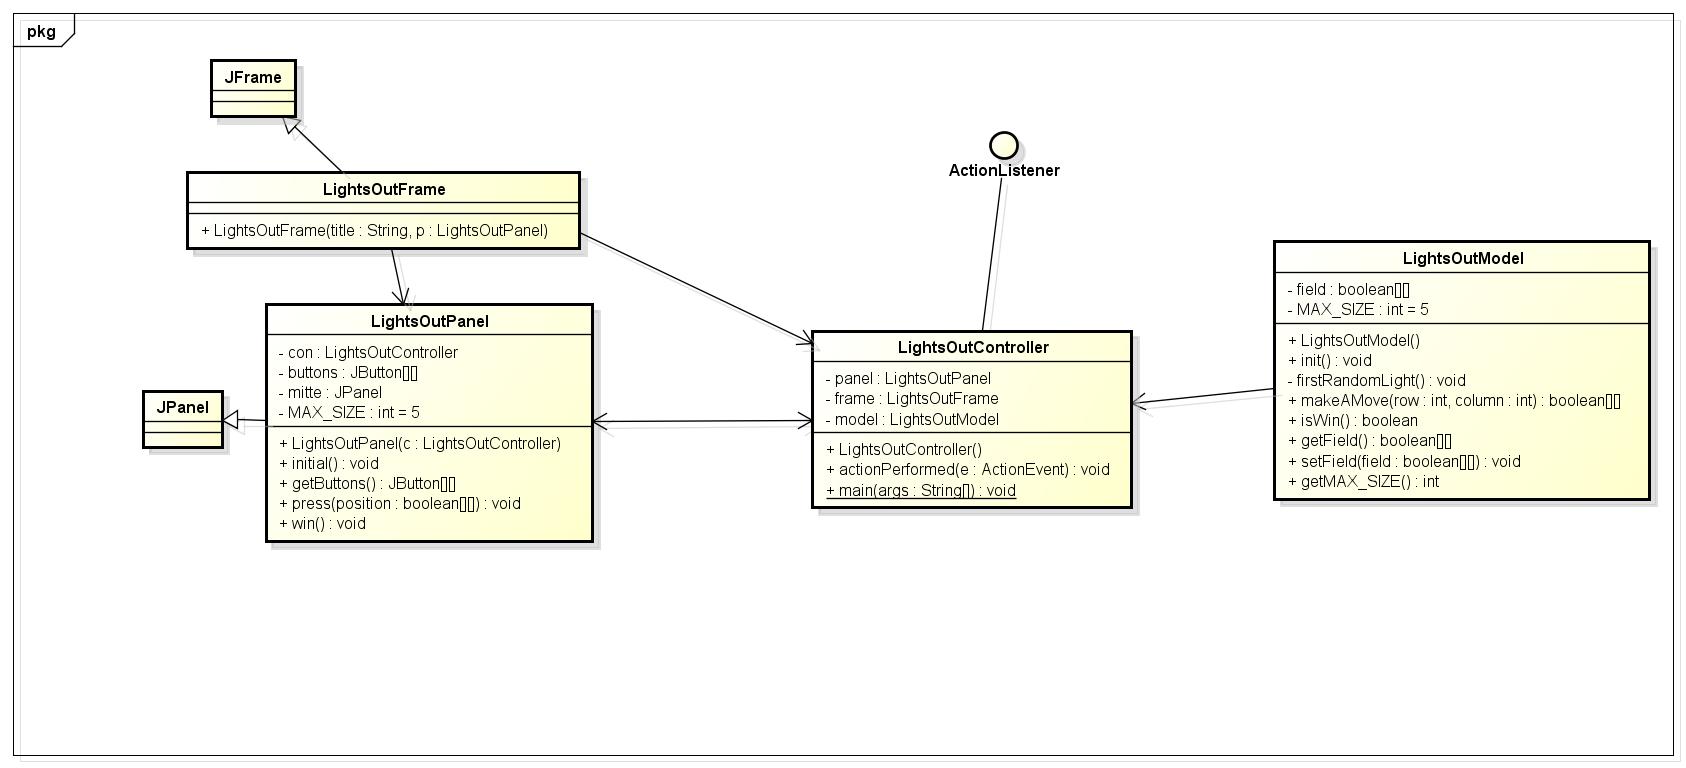 pkg
JFrame
LightsOutFrame
+ LightsOutFrame(title : String, p : LightsOutPanel)
ActionListener
LightsOutPanel
- con : LightsOutController
- buttons : JButton[][]
- mitte : JPanel
- MAX_SIZE : int = 5
+ LightsOutPanel(c : LightsOutController)
+ initial() : void
+ getButtons() : JButton[][]
+ press(position : boolean[][]) : void
+ win() : void
JPanel
LightsOutController
- panel : LightsOutPanel
- frame : LightsOutFrame
- model : LightsOutModel
+ LightsOutController()
+ actionPerformed(e : ActionEvent) : void
+ main(args : String[]) : void
LightsOutModel
- field : boolean[][]
- MAX_SIZE : int = 5
+ LightsOutModel()
+ init() : void
- firstRandomLight() : void
+ makeAMove(row : int, column : int) : boolean[][]
+ isWin() : boolean
+ getField() : boolean[][]
+ setField(field : boolean[][]) : void
+ getMAX_SIZE() : int